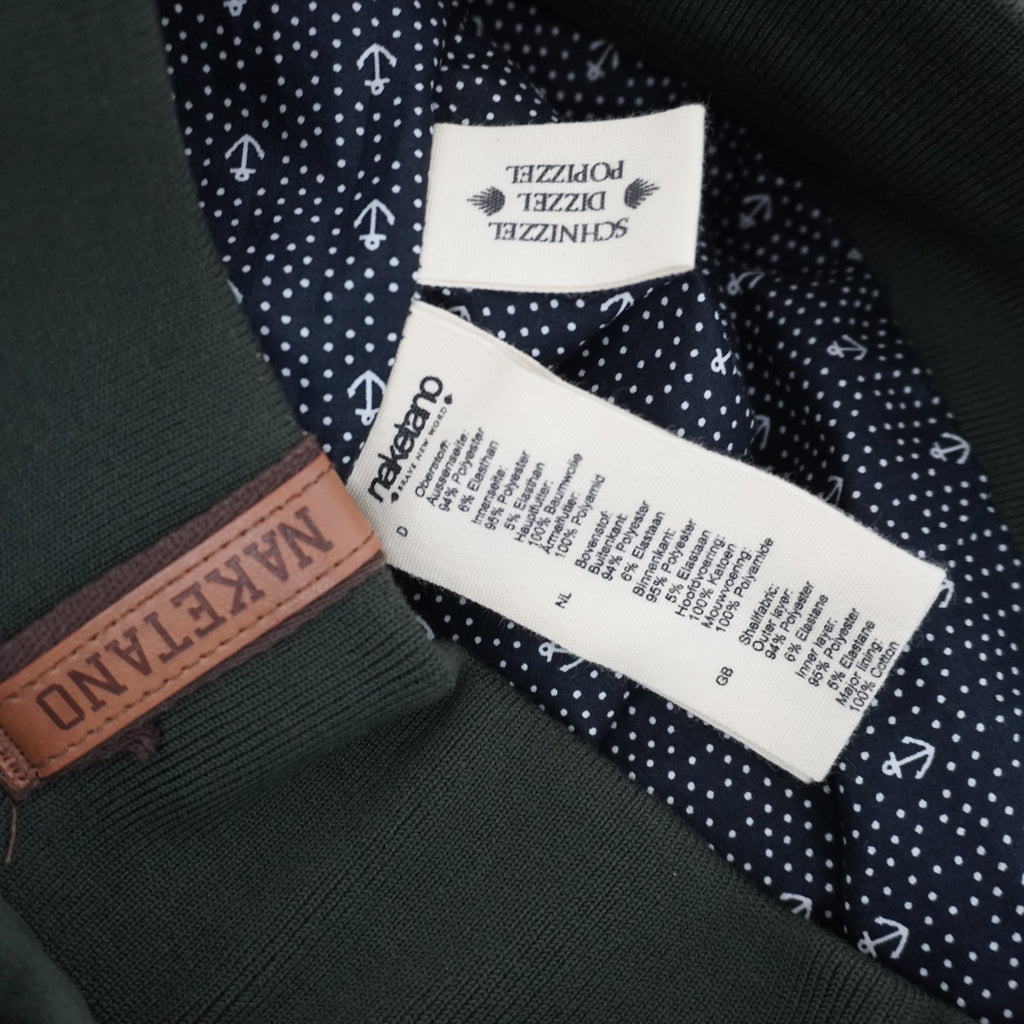 SCHNIZZEL
DIZZEL
POPIZZEL
naketano
BRAVE NEW WORD
D
Oberstoff:
Aussenseite:
94% Polyester
6% Elasthan
Innenseite:
95% Polyester
5% Elasthan
Hauptfutter:
100% Baumwolle
Ärmelfutter:
100% Polyamid
NL
Bovenstof:
Buitenkant:
94% Polyester
6% Elastaan
Binnenkant:
95% Polyester
5% Elastaan
Hoofdvoering:
100% Katoen
Mouwvoering:
100% Polyamide
GB
Shellfabric:
Outer layer:
94% Polyester
6% Elastane
Inner layer:
95% Polyester
5% Elastane
Major lining:
100% Cotton
NAKETANO